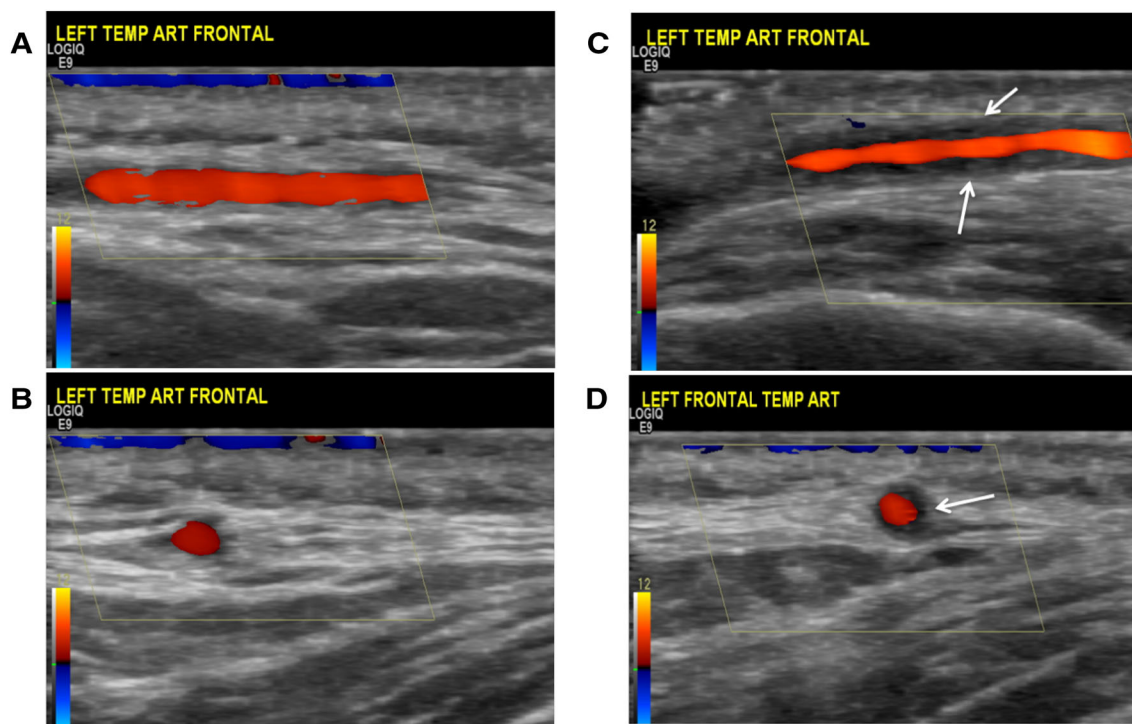 A
LEFT TEMP ART FRONTAL
LOGIQ
E9
12
B
LEFT TEMP ART FRONTAL
LOGIQ
E9
12
C
LEFT TEMP ART FRONTAL
LOGIQ
E9
12
D
LEFT FRONTAL TEMP ART
LOGIQ
E9
12